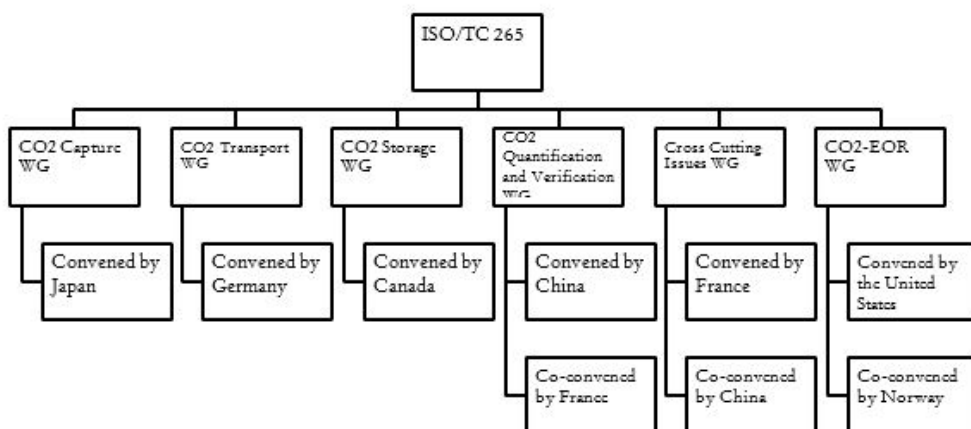 ISO/TC 265
CO2 Capture
WG
CO2 Transport
WG
CO2 Storage
WG
CO2
Quantification
and Verification
WG
Cross Cutting
Issues WG
CO2-EOR
WG
Convened by
Japan
Convened by
Germany
Convened by
Canada
Convened by
China
Convened by
France
Convened by
the United
States
Co-convened
by France
Co-convened
by China
Co-convened
by Norway